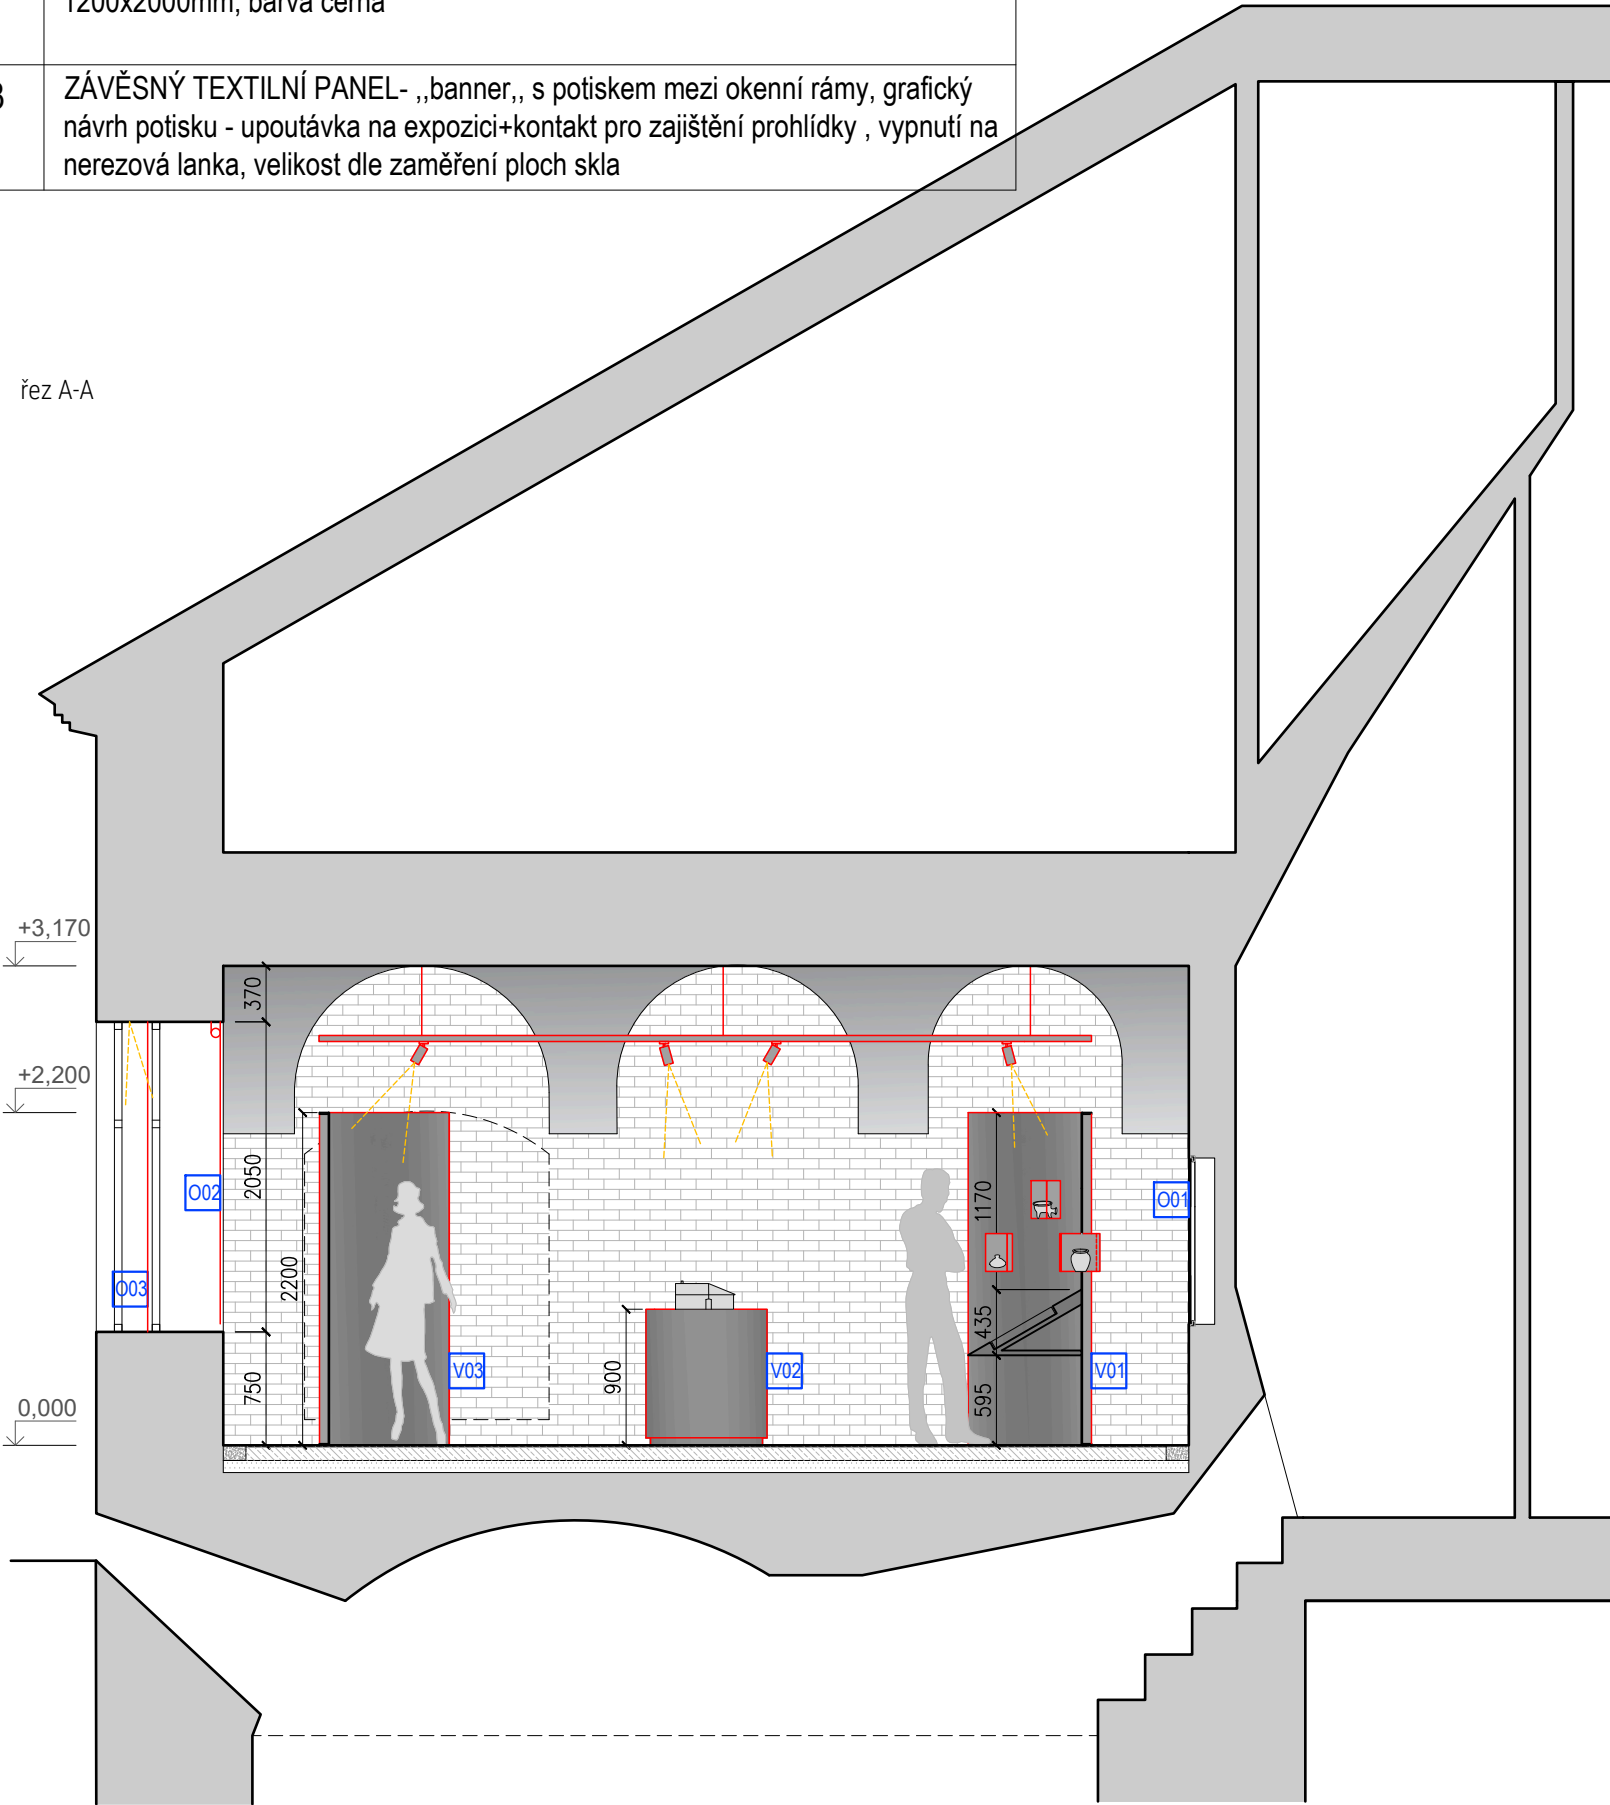 1200x2000mm, barva černá
3
ZÁVĚSNÝ TEXTILNÍ PANEL- ,,banner,, s potiskem mezi okenní rámy, grafický
návrh potisku - upoutávka na expozici+kontakt pro zajištění prohlídky , vypnutí na
nerezová lanka, velikost dle zaměření ploch skla
řez A-A
+3,170
370
+2,200
2050
O02
1170
O01
2200
O03
435
V03
900
V02
V01
750
595
0,000